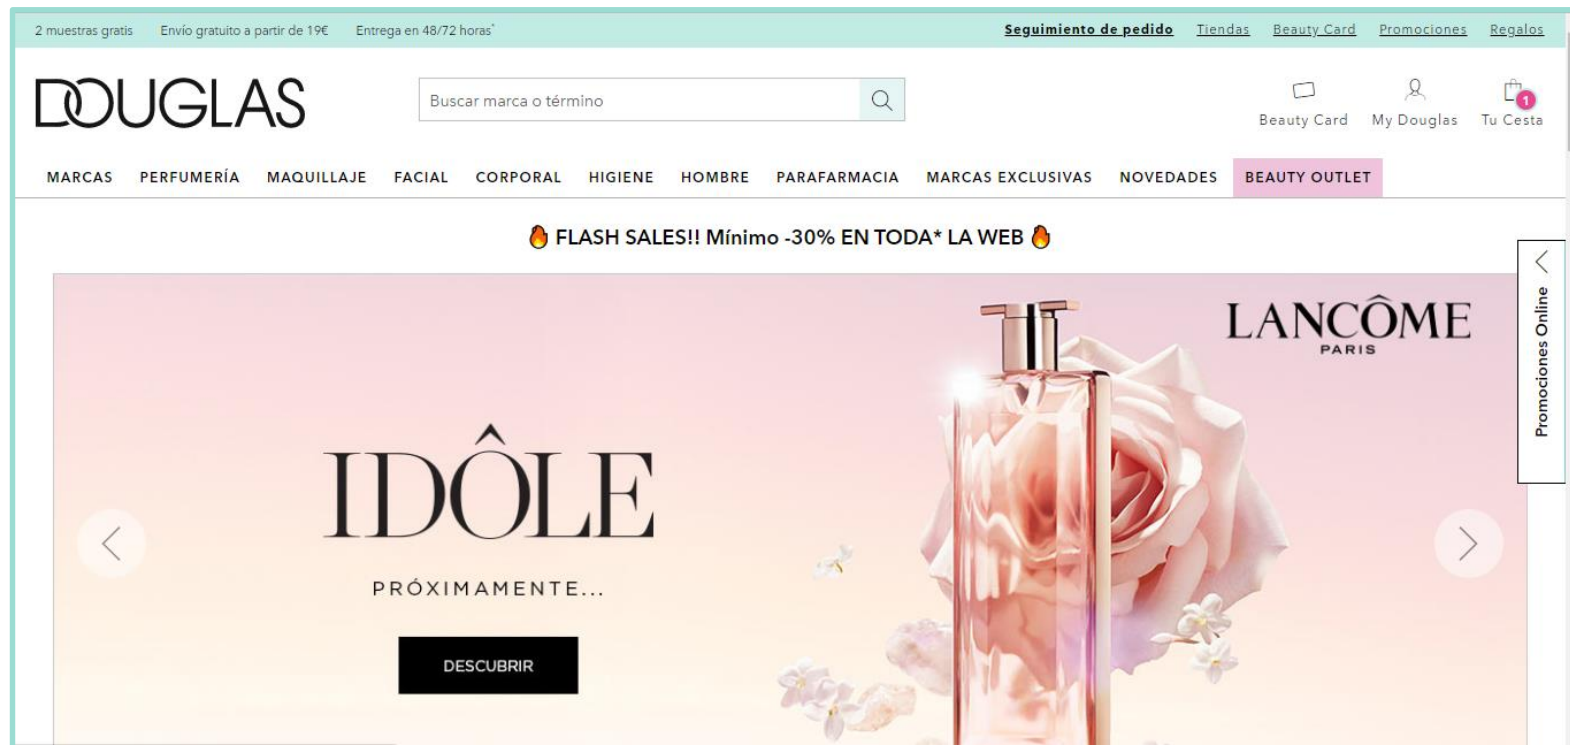 2 muestras gratis Envío gratuito a partir de 19€ Entrega en 48/72 horas*
Seguimiento de pedido Tiendas Beauty Card Promociones Regalos
DOUGLAS
Buscar marca o término
1
Beauty Card My Douglas Tu Cesta
MARCAS PERFUMERÍA MAQUILLAJE FACIAL CORPORAL HIGIENE HOMBRE PARAFARMACIA MARCAS EXCLUSIVAS NOVEDADES BEAUTY OUTLET
🔥 FLASH SALES!! Mínimo -30% EN TODA* LA WEB 🔥
LANCÔME
PARIS
Promociones Online
IDÔLE
PRÓXIMAMENTE...
DESCUBRIR